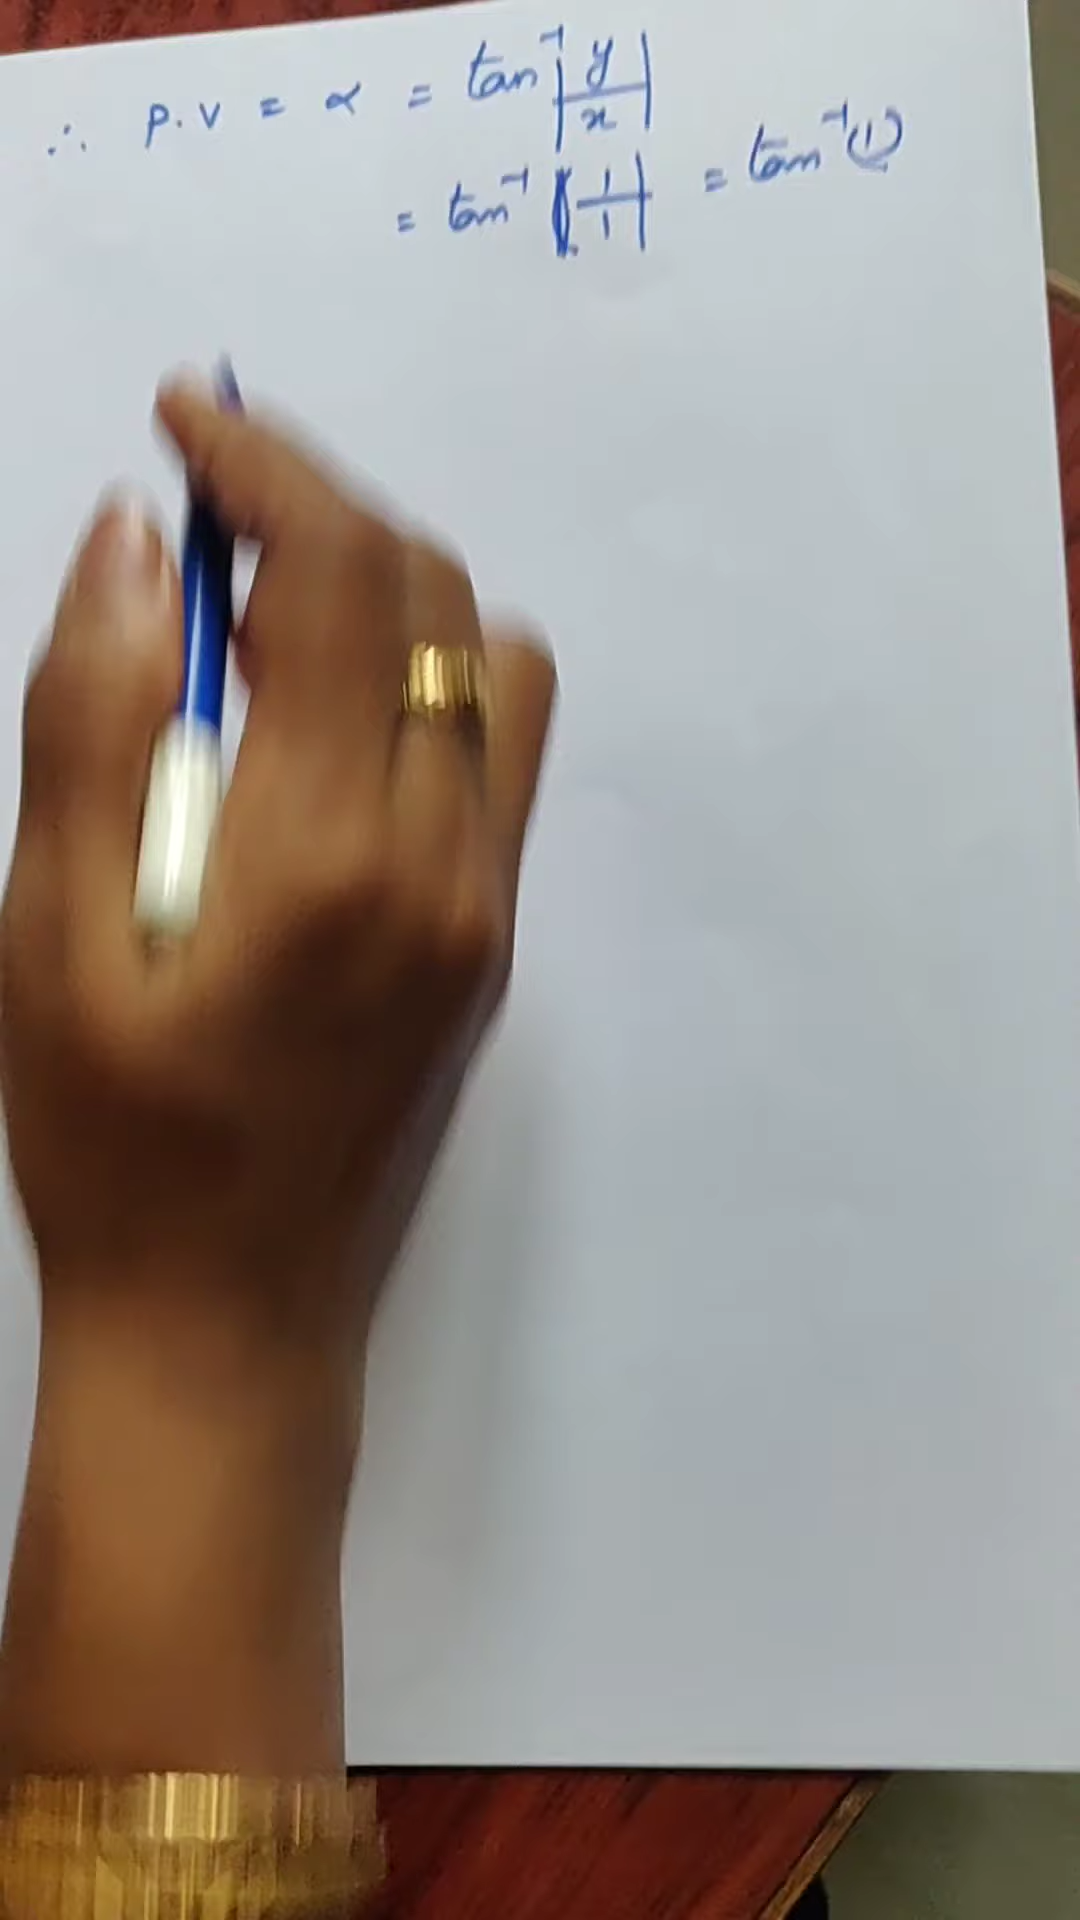 ∴ P.V = α = tan⁻¹ |y/x|
= tan⁻¹ |1/1| = tan⁻¹(1)